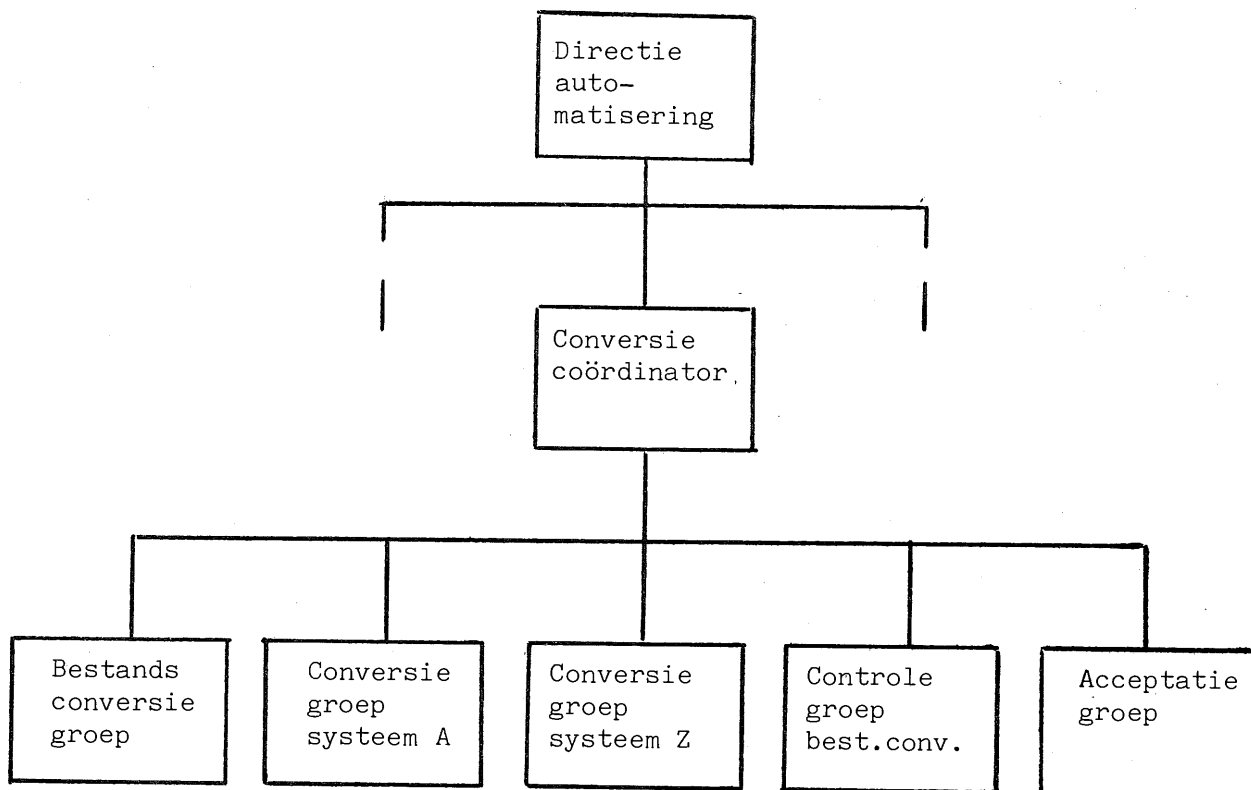 Directie
auto-
matisering
Conversie
coördinator
Bestands
conversie
groep
Conversie
groep
systeem A
Conversie
groep
systeem Z
Controle
groep
best.conv.
Acceptatie
groep